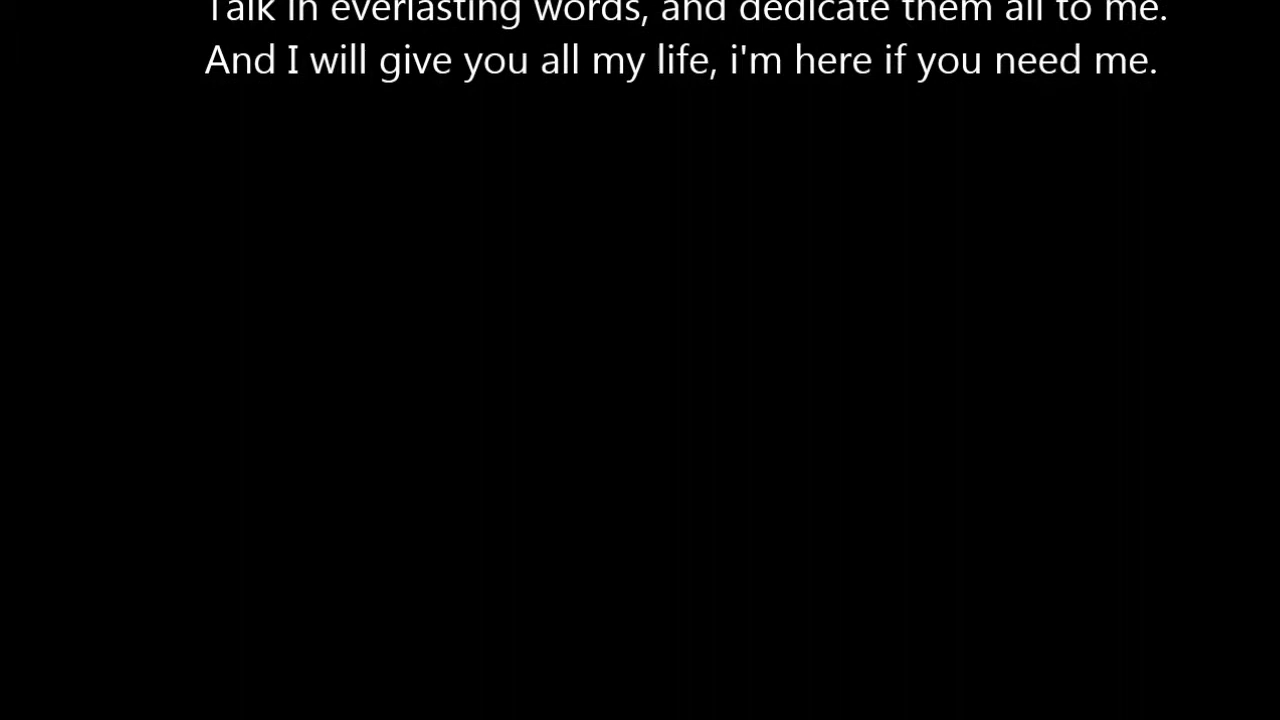 Talk in everlasting words, and dedicate them all to me.
And I will give you all my life, i'm here if you need me.